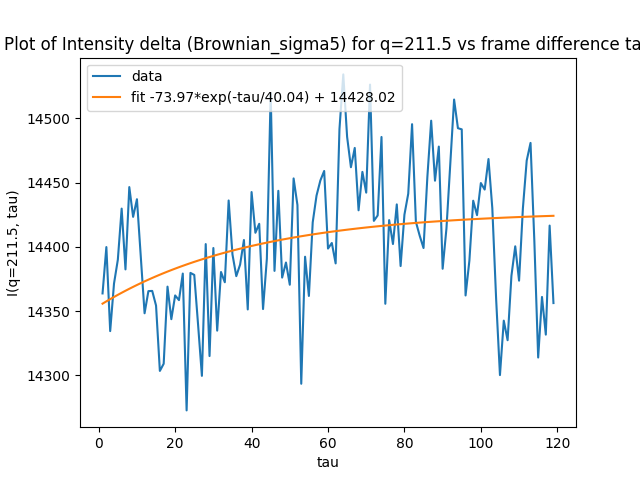 Plot of Intensity delta (Brownian_sigma5) for q=211.5 vs frame difference ta
data
fit -73.97*exp(-tau/40.04) + 14428.02
14500
14450
14400
14350
14300
I(q=211.5, tau)
0 20 40 60 80 100 120
tau